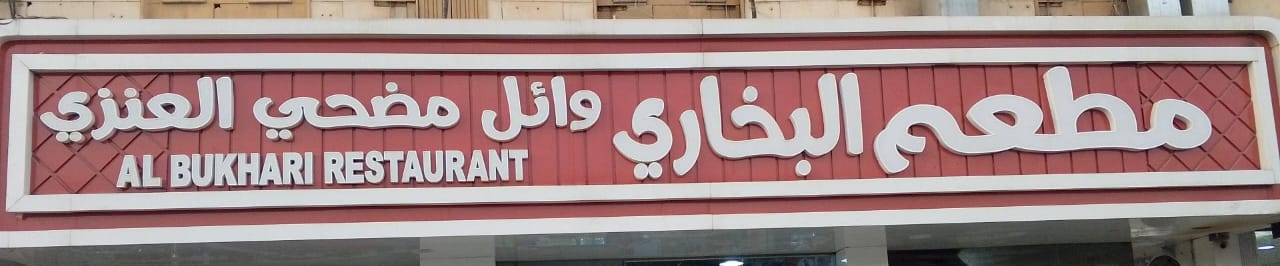 مطعم البخاري وائل مضحي العنزي
AL BUKHARI RESTAURANT